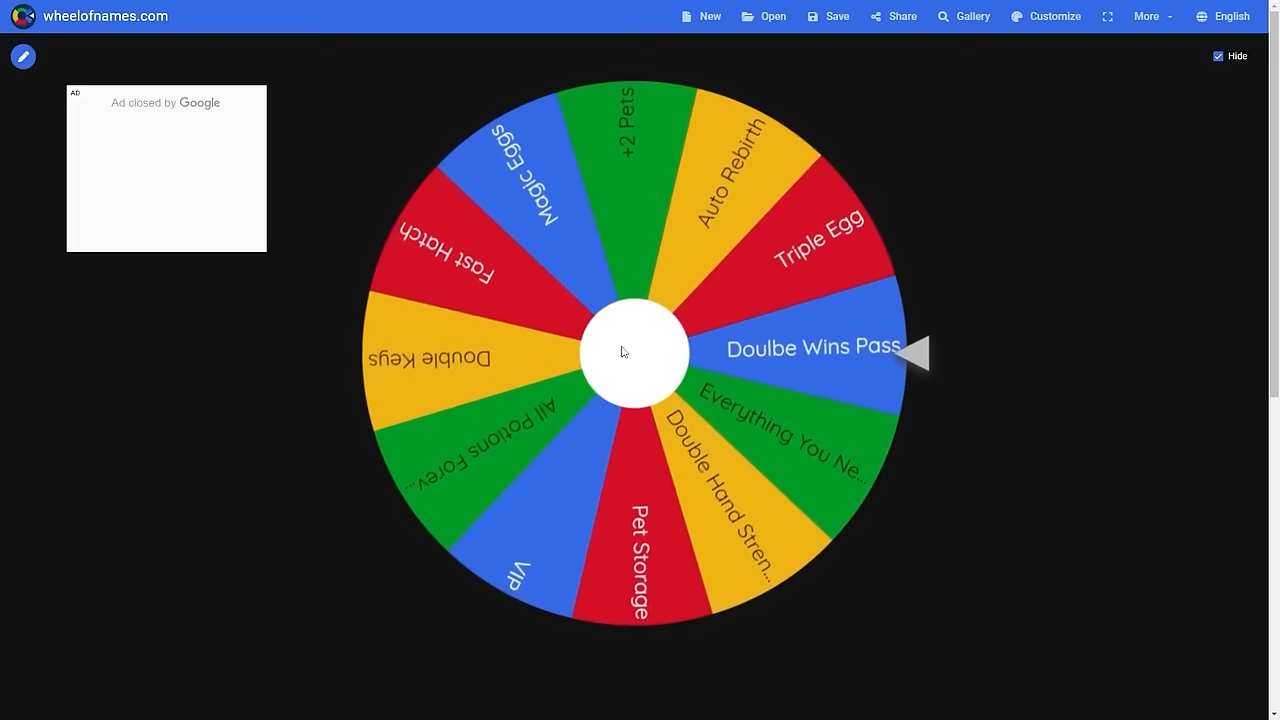 wheelofnames.com
New
Open
Save
Share
Gallery
Customize
More
English
Hide
AD
Ad closed by Google
+2 Pets
Auto Rebirth
Triple Egg
Doulbe Wins Pass
Everything You Ne...
Double Hand Stren...
Pet Storage
VIP
All Potions Forev...
Double Keys
Fast Hatch
Magic Eggs